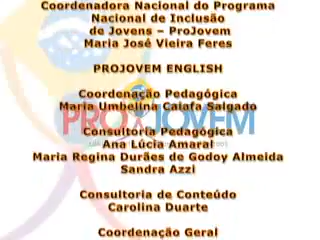 Coordenadora Nacional do Programa
Nacional de Inclusão
de Jovens – ProJovem
Maria José Vieira Feres
PROJOVEM ENGLISH
Coordenação Pedagógica
Maria Umbelina Caiafa Salgado
PROJOVEM
Consultoria Pedagógica
Ana Lúcia Amaral
Maria Regina Durães de Godoy Almeida
Sandra Azzi
Consultoria de Conteúdo
Carolina Duarte
Coordenação Geral